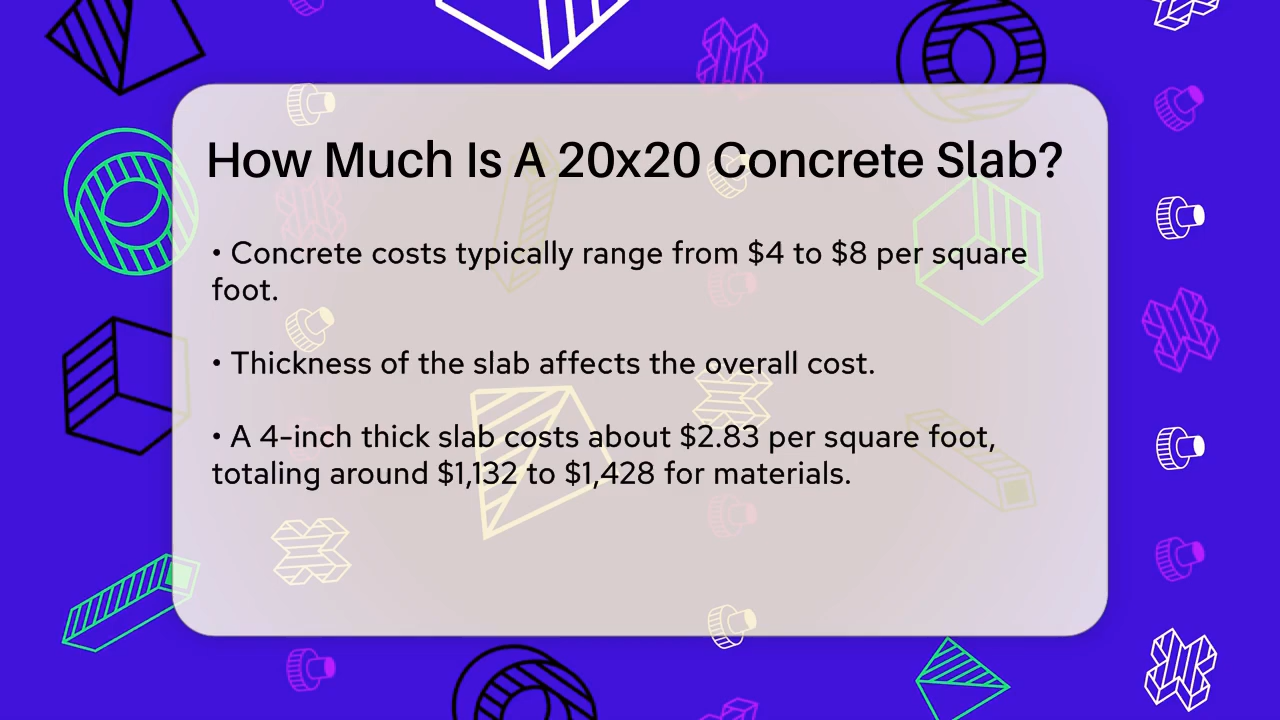 How Much Is A 20x20 Concrete Slab?
• Concrete costs typically range from $4 to $8 per square
foot.
• Thickness of the slab affects the overall cost.
• A 4-inch thick slab costs about $2.83 per square foot,
totaling around $1,132 to $1,428 for materials.